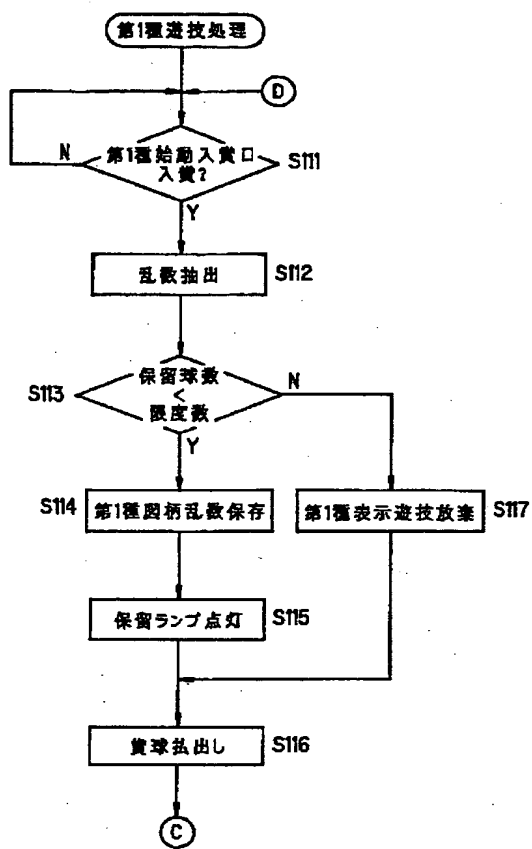 第1種遊技処理
D
N
第1種始動入賞口
入賞?
S111
Y
乱数抽出
S112
保留球数
<
限度数
S113
N
Y
S114
第1種図柄乱数保存
第1種表示遊技放棄
S117
保留ランプ点灯
S115
賞球払出し
S116
C